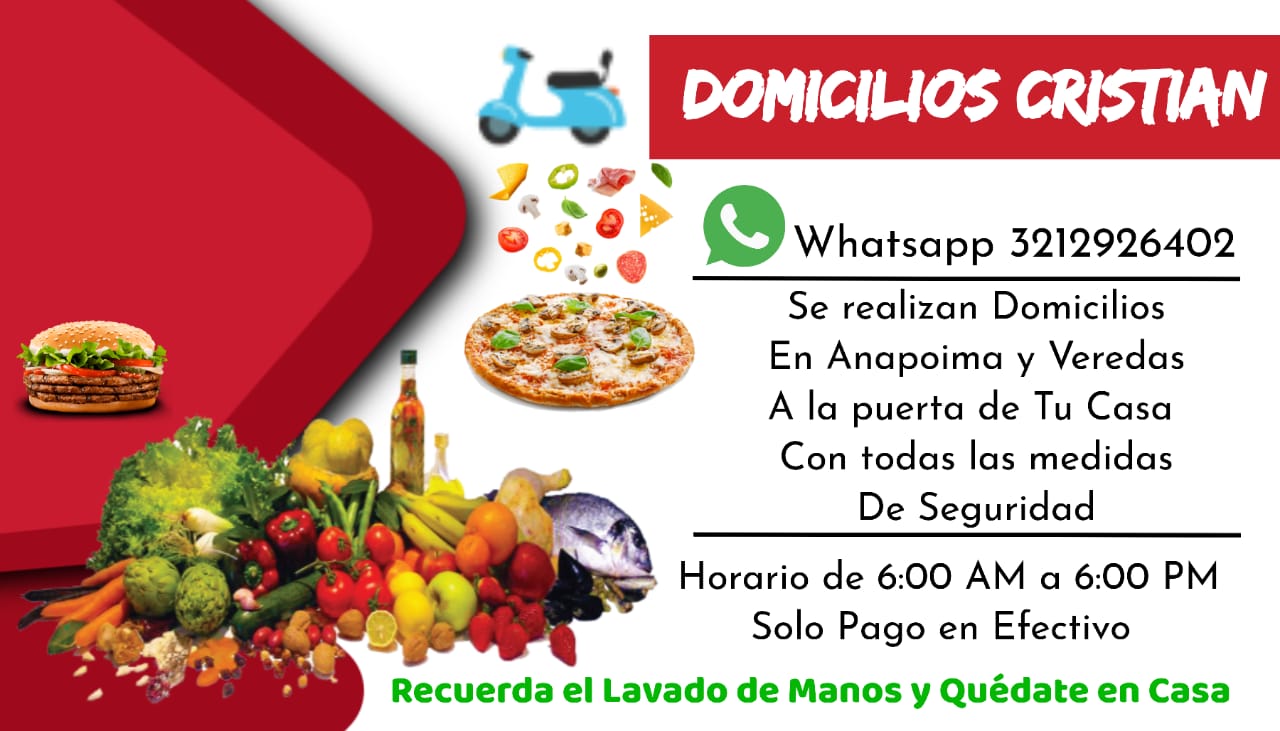 DOMICILIOS CRISTIAN
Whatsapp 3212926402
Se realizan Domicilios
En Anapoima y Veredas
A la puerta de Tu Casa
Con todas las medidas
De Seguridad
Horario de 6:00 AM a 6:00 PM
Solo Pago en Efectivo
Recuerda el Lavado de Manos y Quédate en Casa